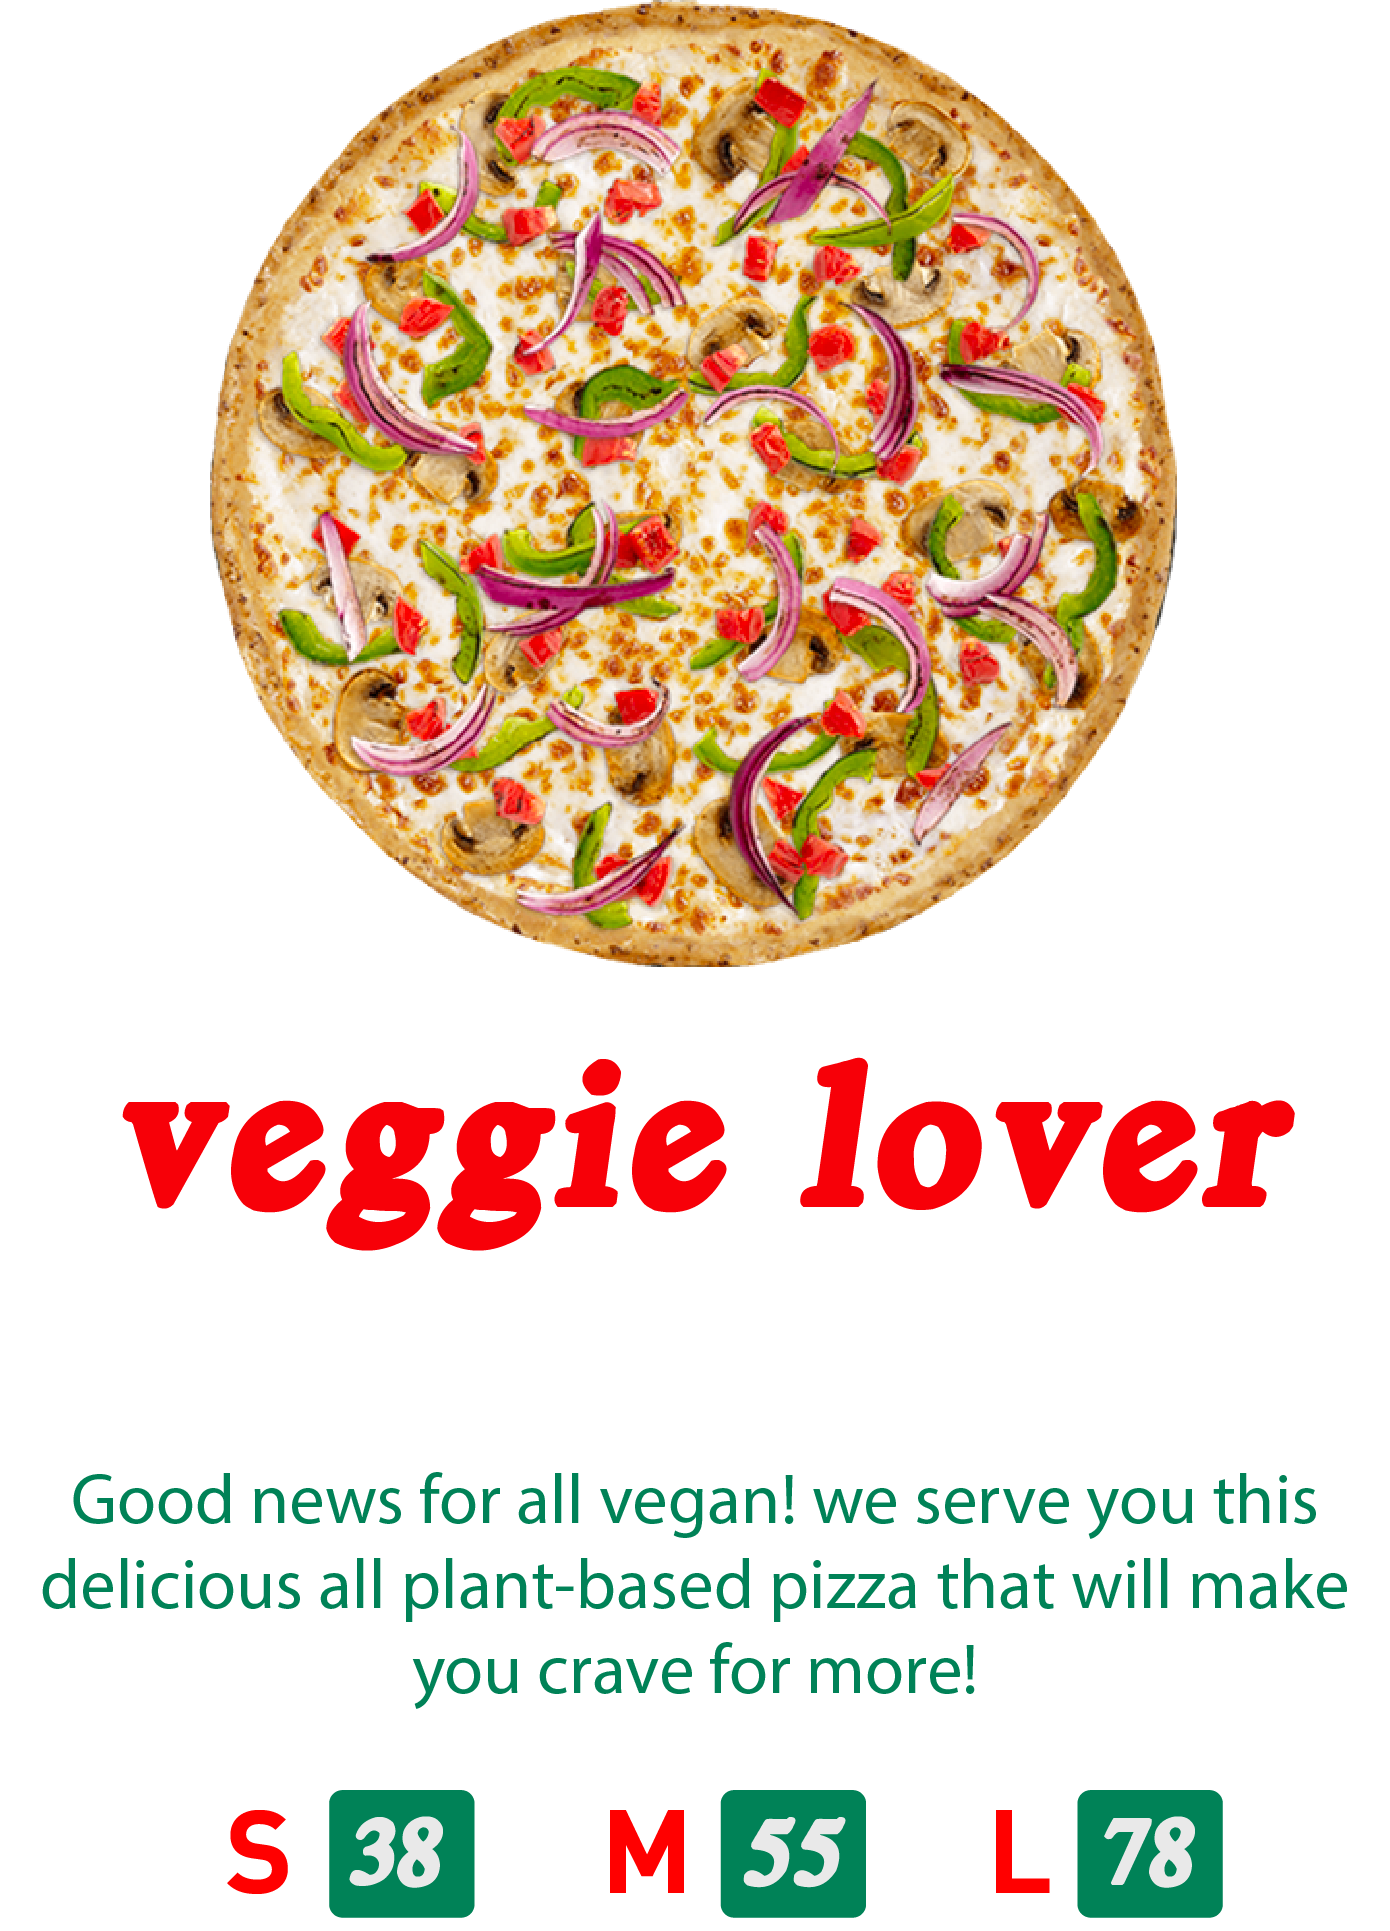 veggie lover
Good news for all vegan! we serve you this
delicious all plant-based pizza that will make
you crave for more!
S 38 M 55 L 78